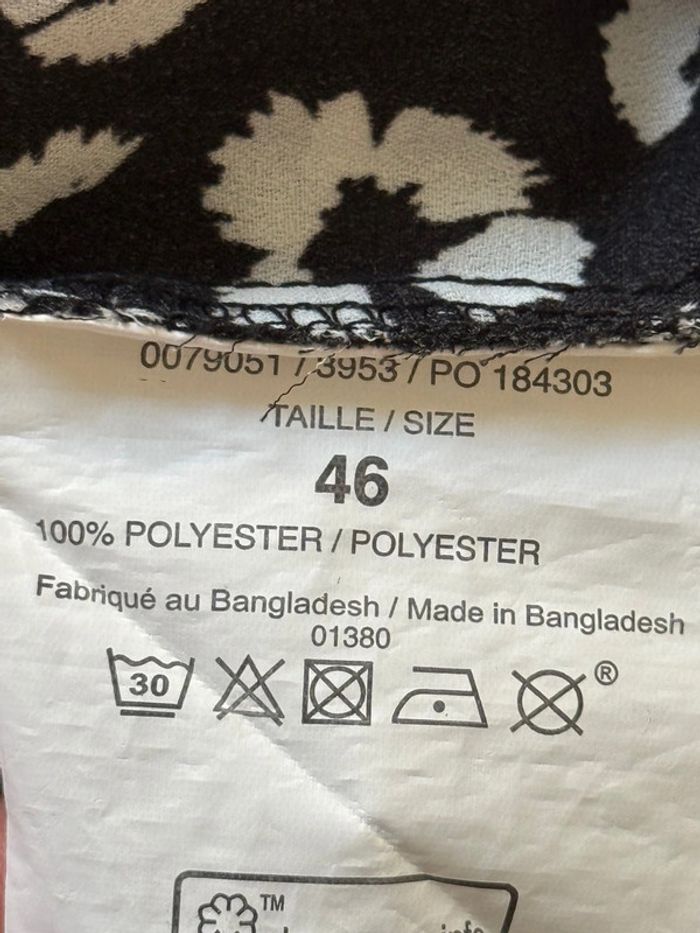 0079051 / 3953 / PO 184303
TAILLE / SIZE
46
100% POLYESTER / POLYESTER
Fabriqué au Bangladesh / Made in Bangladesh
01380
30
®
TM